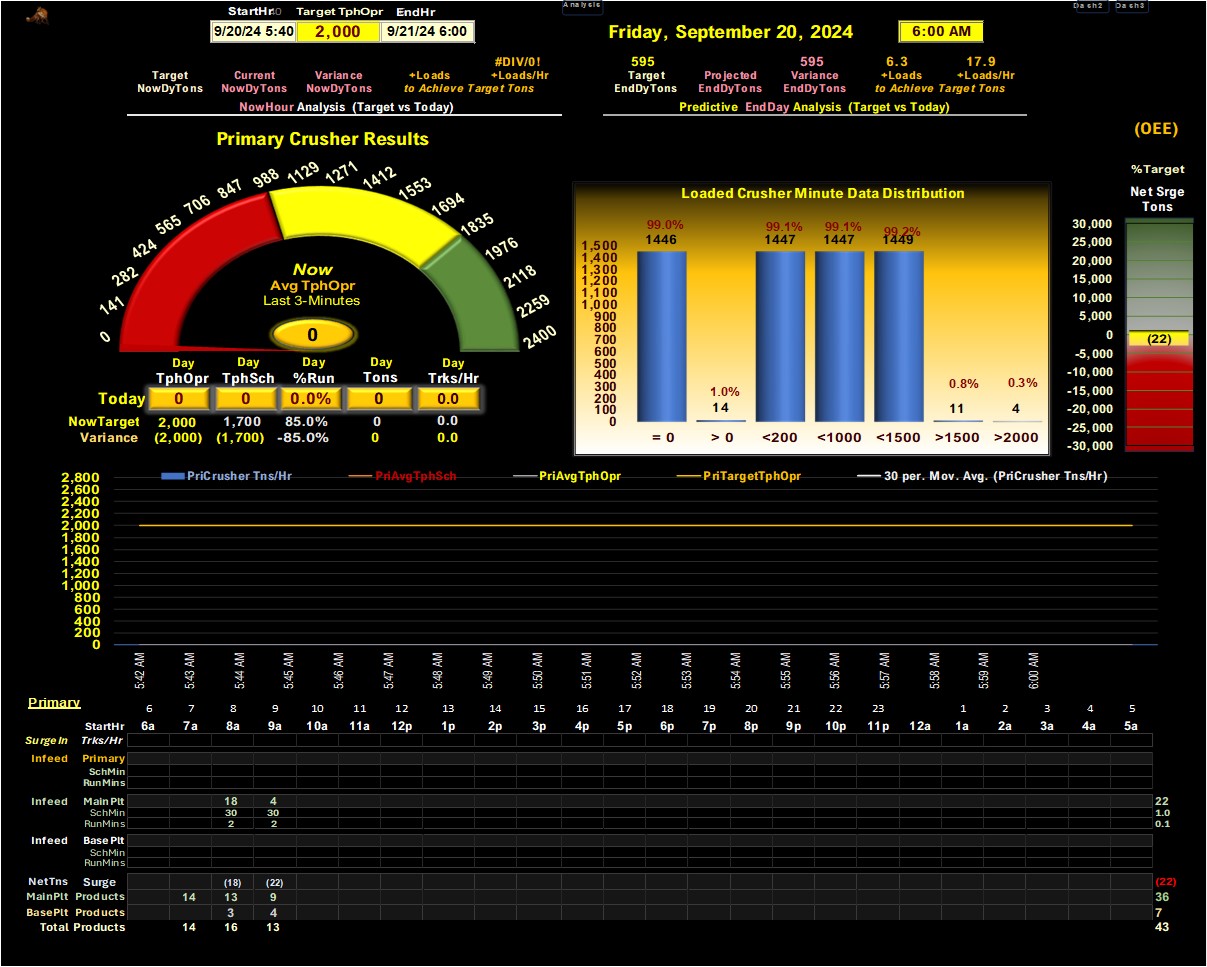 Analysis
Dash2 Dash3
StartHr Target TphOpr EndHr
9/20/24 5:40 2,000 9/21/24 6:00
Friday, September 20, 2024 6:00 AM
#DIV/0! 595 595 6.3 17.9
Target Current Variance +Loads +Loads/Hr Target Projected Variance +Loads +Loads/Hr
NowDyTons NowDyTons NowDyTons to Achieve Target Tons EndDyTons EndDyTons EndDyTons to Achieve Target Tons
NowHour Analysis (Target vs Today) Predictive EndDay Analysis (Target vs Today)
Primary Crusher Results
0 141 282 424 565 706 847 988 1129 1271 1412 1553 1694 1835 1976 2118 2259 2400
Now
Avg TphOpr
Last 3-Minutes
0
Day Day Day Day Day
TphOpr TphSch %Run Tons Trks/Hr
Today 0 0 0.0% 0 0.0
NowTarget 2,000 1,700 85.0% 0 0.0
Variance (2,000) (1,700) -85.0% 0 0.0
Loaded Crusher Minute Data Distribution
99.0% 99.1% 99.1% 99.2%
1446 1447 1447 1449
1.0% 0.8% 0.3%
14 11 4
1,500
1,400
1,300
1,200
1,100
1,000
900
800
700
600
500
400
300
200
100
0
= 0 > 0 <200 <1000 <1500 >1500 >2000
(OEE)
%Target
Net Srge
Tons
30,000
25,000
20,000
15,000
10,000
5,000
0
(22)
-5,000
-10,000
-15,000
-20,000
-25,000
-30,000
PriCrusher Tns/Hr PriAvgTphSch PriAvgTphOpr PriTargetTphOpr 30 per. Mov. Avg. (PriCrusher Tns/Hr)
2,800
2,600
2,400
2,200
2,000
1,800
1,600
1,400
1,200
1,000
800
600
400
200
0
5:42 AM 5:43 AM 5:44 AM 5:45 AM 5:46 AM 5:47 AM 5:48 AM 5:49 AM 5:50 AM 5:51 AM 5:52 AM 5:53 AM 5:54 AM 5:55 AM 5:56 AM 5:57 AM 5:58 AM 5:59 AM 6:00 AM
Primary
6 7 8 9 10 11 12 13 14 15 16 17 18 19 20 21 22 23 1 2 3 4 5
StartHr 6a 7a 8a 9a 10a 11a 12p 1p 2p 3p 4p 5p 6p 7p 8p 9p 10p 11p 12a 1a 2a 3a 4a 5a
SurgeIn Trks/Hr
Infeed Primary
SchMin
RunMins
Infeed MainPlt 18 4 22
SchMin 30 30 1.0
RunMins 2 2 0.1
Infeed BasePlt
SchMin
RunMins
NetTns Surge (18) (22) (22)
MainPlt Products 14 13 9 36
BasePlt Products 3 4 7
Total Products 14 16 13 43